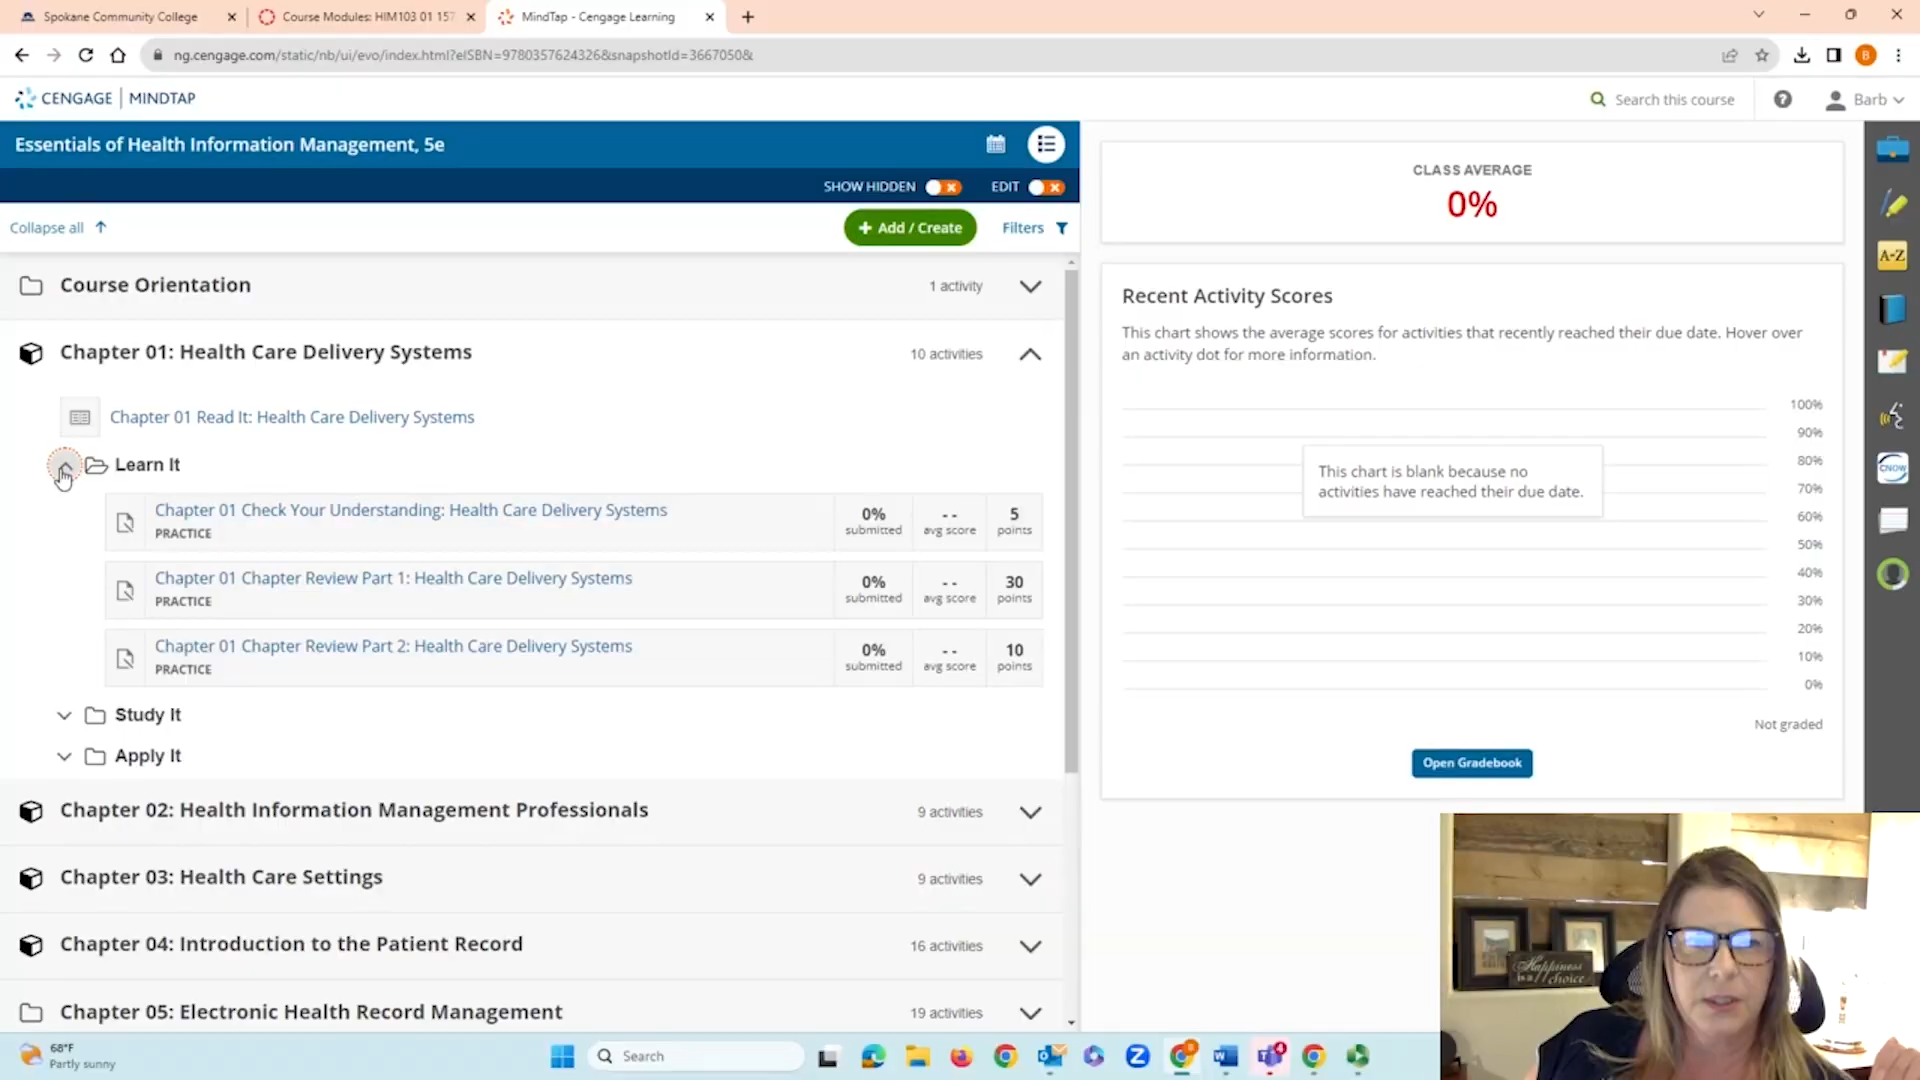 Spokane Community College
Course Modules: HIM103 01 157
MindTap - Cengage Learning
ng.cengage.com/static/nb/ui/evo/index.html?eISBN=9780357624326&snapshotId=3667050&
B
CENGAGE | MINDTAP
Search this course
Barb
Essentials of Health Information Management, 5e
SHOW HIDDEN
EDIT
Collapse all
+ Add / Create
Filters
Course Orientation
1 activity
Chapter 01: Health Care Delivery Systems
10 activities
Chapter 01 Read It: Health Care Delivery Systems
Learn It
Chapter 01 Check Your Understanding: Health Care Delivery Systems
PRACTICE
0%
submitted
- -
avg score
5
points
Chapter 01 Chapter Review Part 1: Health Care Delivery Systems
PRACTICE
0%
submitted
- -
avg score
30
points
Chapter 01 Chapter Review Part 2: Health Care Delivery Systems
PRACTICE
0%
submitted
- -
avg score
10
points
Study It
Apply It
Chapter 02: Health Information Management Professionals
9 activities
Chapter 03: Health Care Settings
9 activities
Chapter 04: Introduction to the Patient Record
16 activities
Chapter 05: Electronic Health Record Management
19 activities
CLASS AVERAGE
0%
Recent Activity Scores
This chart shows the average scores for activities that recently reached their due date. Hover over
an activity dot for more information.
100%
90%
80%
70%
60%
50%
40%
30%
20%
10%
0%
This chart is blank because no
activities have reached their due date.
Not graded
Open Gradebook
A-Z
CNOW
Happiness
is a choice
68°F
Partly sunny
Search
4